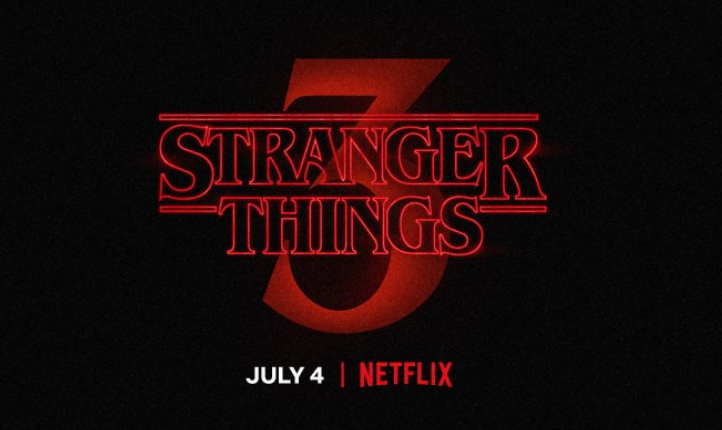 3
STRANGER
THINGS
JULY 4 | NETFLIX